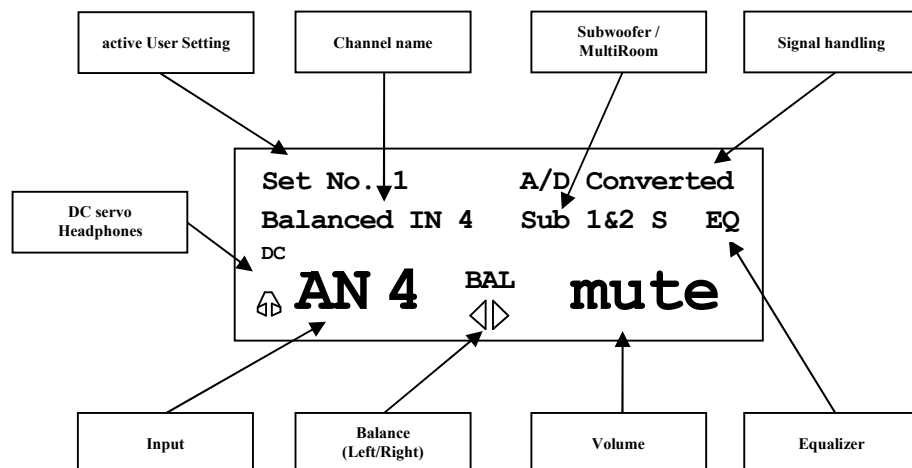 active User Setting
Channel name
Subwoofer /
MultiRoom
Signal handling
Set No. 1
A/D Converted
Balanced IN 4
Sub 1&2 S
EQ
DC servo
Headphones
DC
AN 4
BAL
mute
Input
Balance
(Left/Right)
Volume
Equalizer